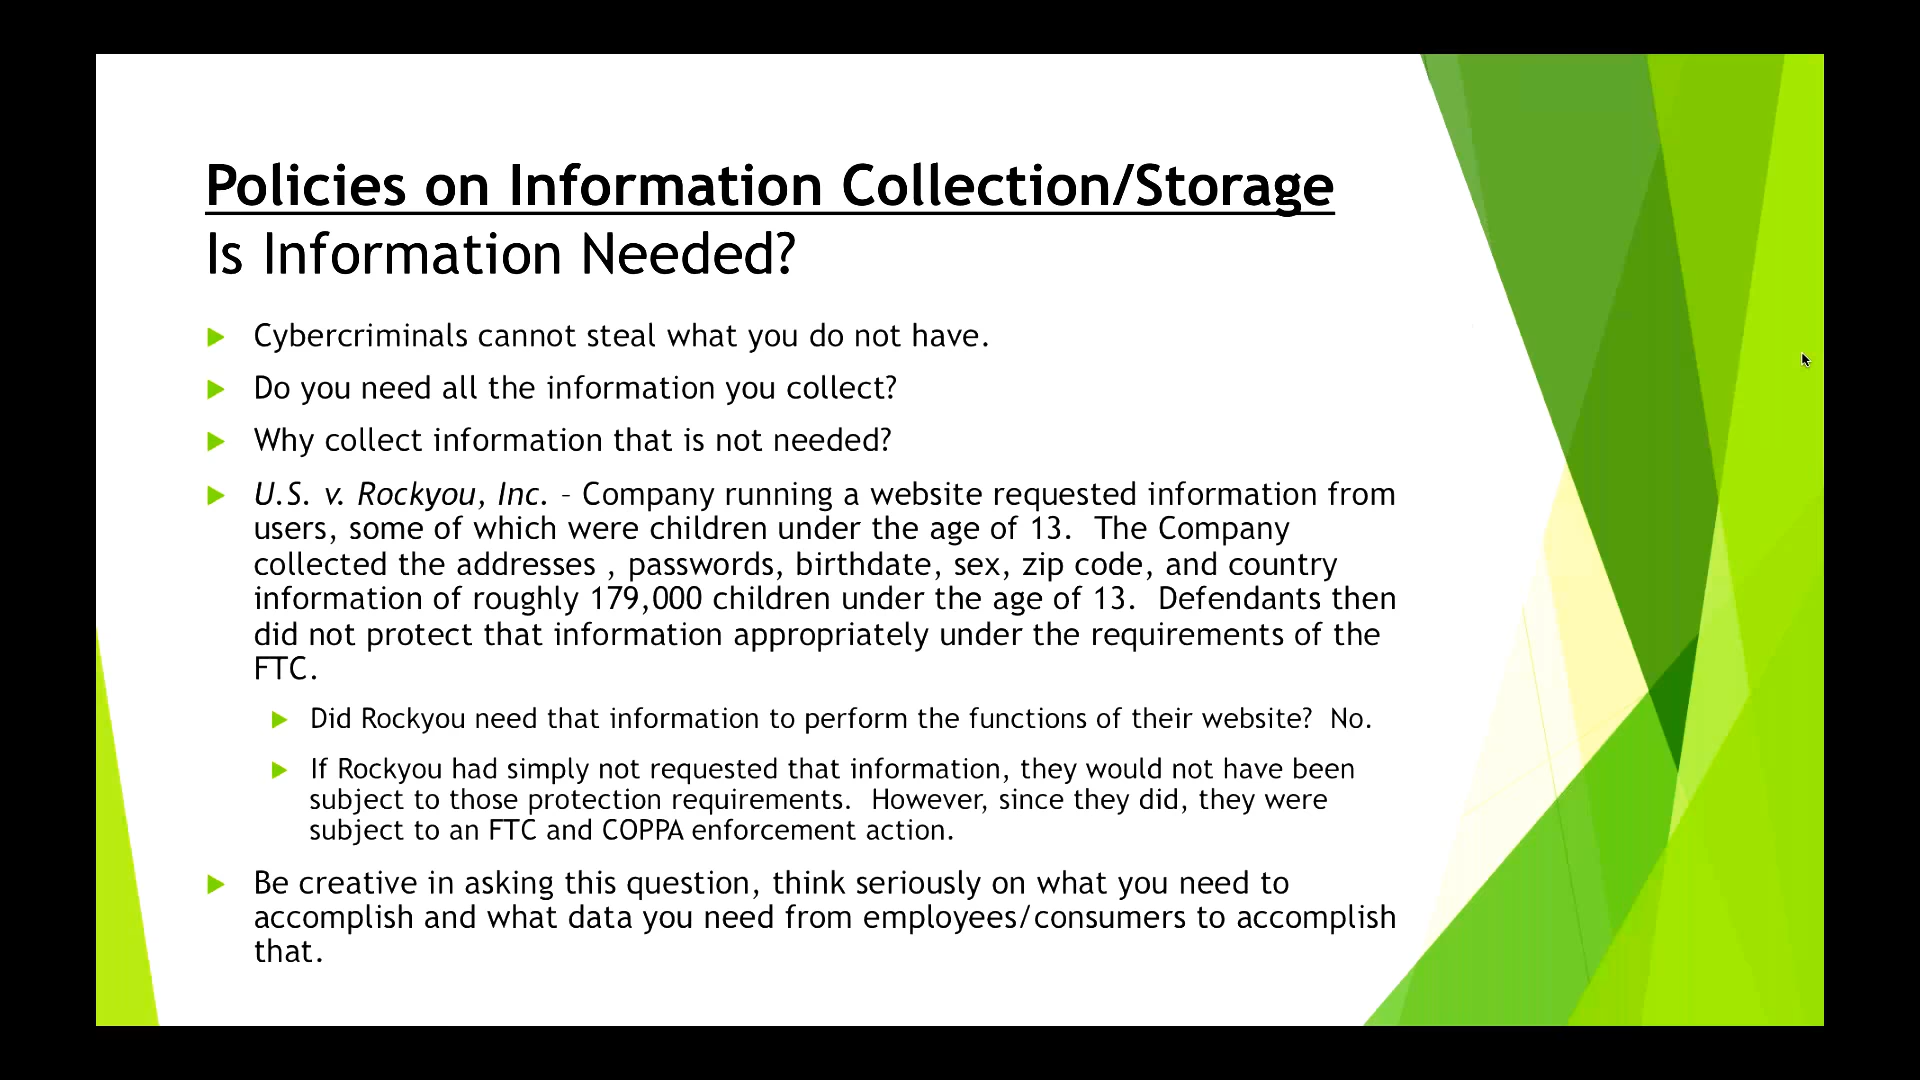 Policies on Information Collection/Storage
Is Information Needed?
Cybercriminals cannot steal what you do not have.
Do you need all the information you collect?
Why collect information that is not needed?
U.S. v. Rockyou, Inc. – Company running a website requested information from
users, some of which were children under the age of 13.  The Company
collected the addresses , passwords, birthdate, sex, zip code, and country
information of roughly 179,000 children under the age of 13.  Defendants then
did not protect that information appropriately under the requirements of the
FTC.
Did Rockyou need that information to perform the functions of their website?  No.
If Rockyou had simply not requested that information, they would not have been
subject to those protection requirements.  However, since they did, they were
subject to an FTC and COPPA enforcement action.
Be creative in asking this question, think seriously on what you need to
accomplish and what data you need from employees/consumers to accomplish
that.